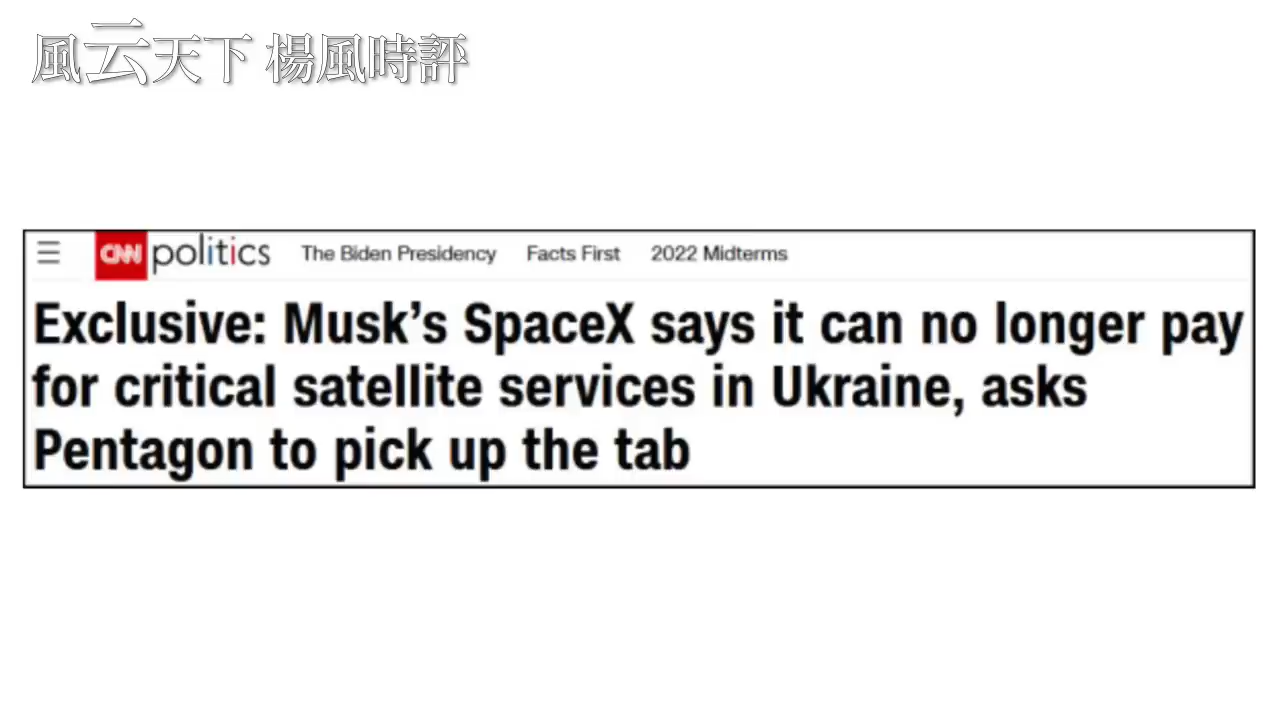 風云天下 楊風時評
CNN politics The Biden Presidency Facts First 2022 Midterms
Exclusive: Musk’s SpaceX says it can no longer pay
for critical satellite services in Ukraine, asks
Pentagon to pick up the tab